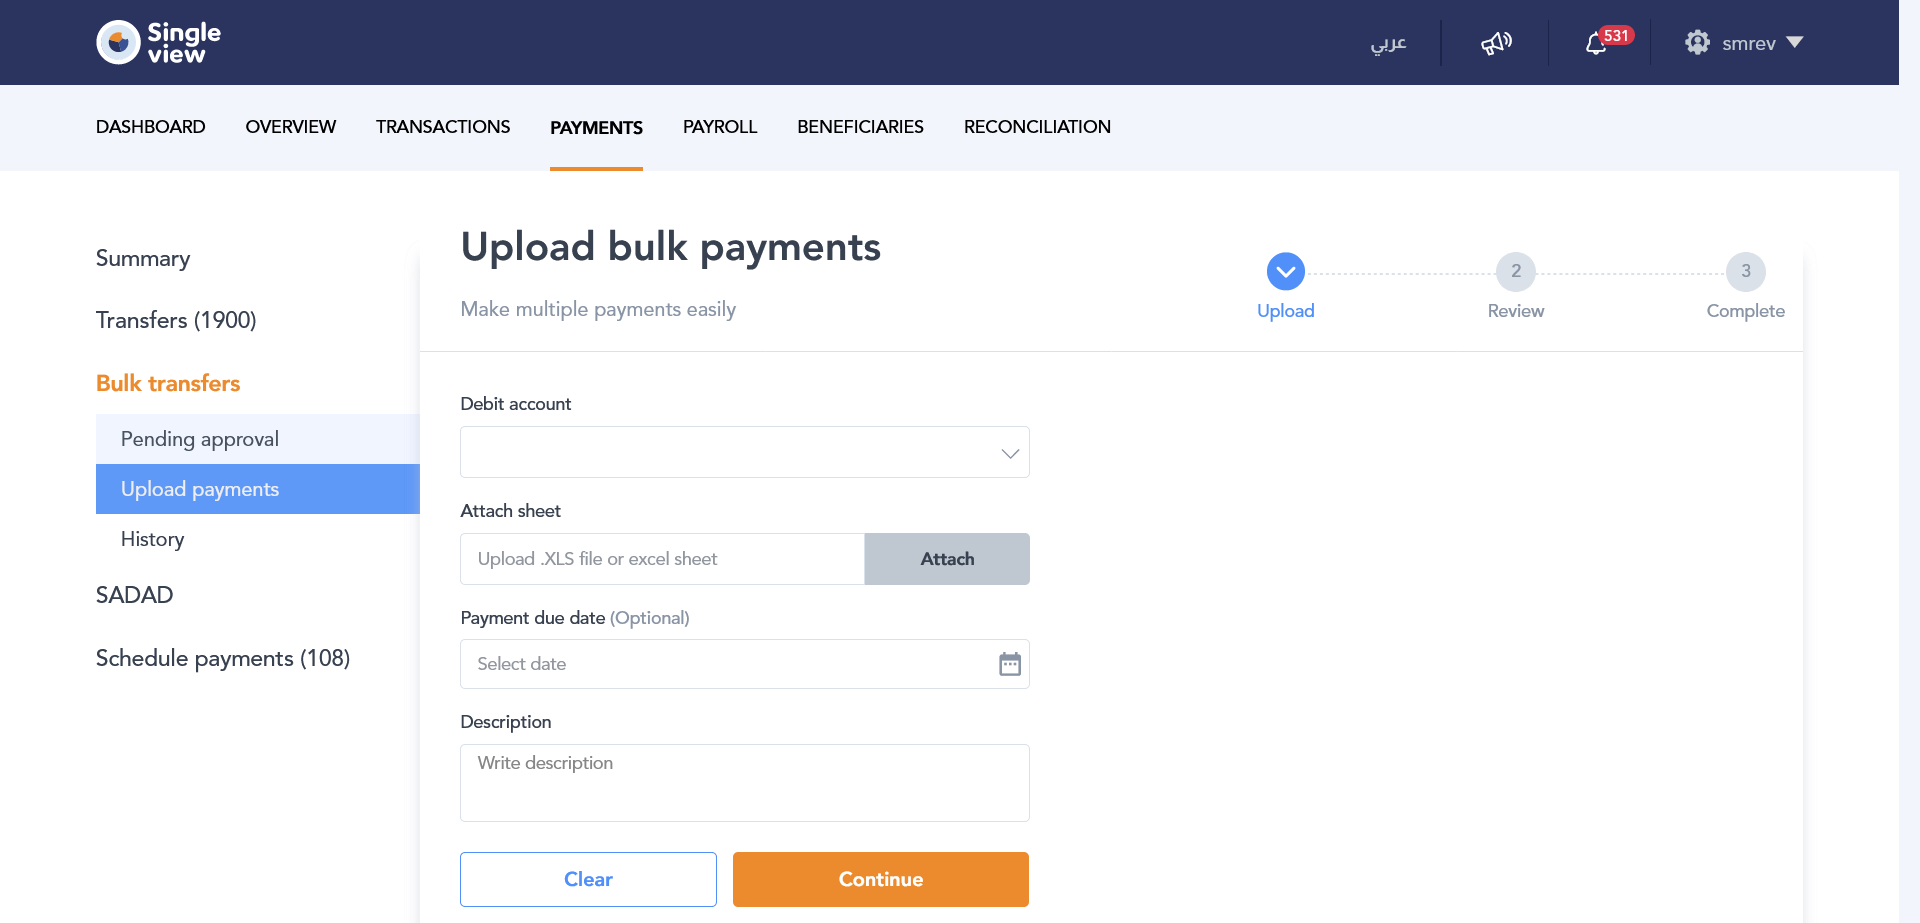 Single
view
عربي
531
smrev
DASHBOARD OVERVIEW TRANSACTIONS PAYMENTS PAYROLL BENEFICIARIES RECONCILIATION
Summary
Transfers (1900)
Bulk transfers
Pending approval
Upload payments
History
SADAD
Schedule payments (108)
Upload bulk payments
Make multiple payments easily
2 3
Upload Review Complete
Debit account
Attach sheet
Upload .XLS file or excel sheet Attach
Payment due date (Optional)
Select date
Description
Write description
Clear Continue